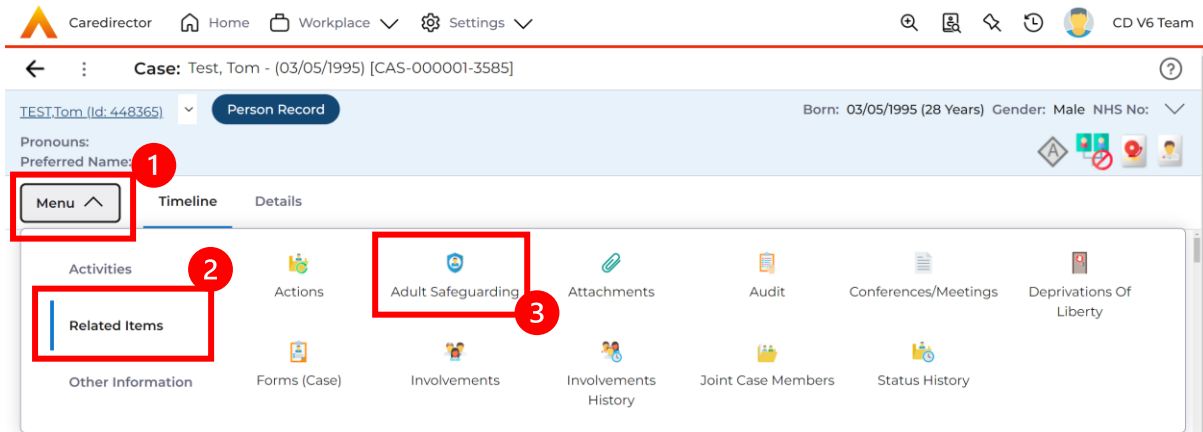 Caredirector Home Workplace Settings CD V6 Team
Case: Test, Tom - (03/05/1995) [CAS-000001-3585]
TEST,Tom (Id: 448365) Person Record Born: 03/05/1995 (28 Years) Gender: Male NHS No:
Pronouns:
Preferred Name:
1
Menu Timeline Details
Activities 2
Actions Adult Safeguarding Attachments Audit Conferences/Meetings Deprivations Of
Liberty
3
Related Items
Other Information Forms (Case) Involvements Involvements Joint Case Members Status History
History